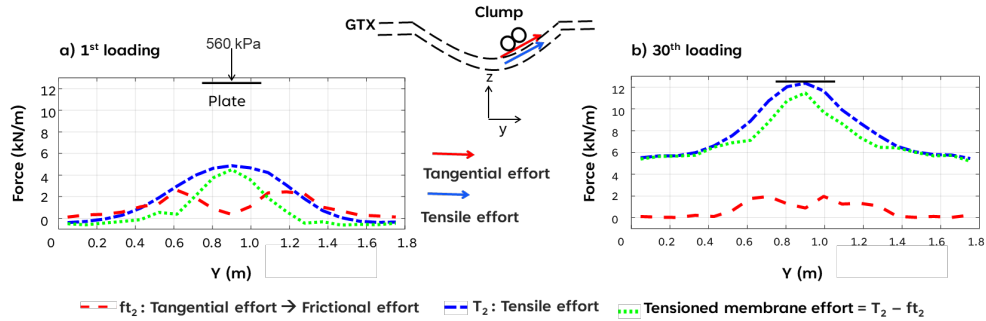 GTX
Clump
z
y
Tangential effort
Tensile effort
a) 1st loading
560 kPa
Plate
Force (kN/m)
12
10
8
6
4
2
0
0 0.2 0.4 0.6 0.8 1.0 1.2 1.4 1.6 1.8
Y (m)
b) 30th loading
Force (kN/m)
12
10
8
6
4
2
0
0 0.2 0.4 0.6 0.8 1.0 1.2 1.4 1.6 1.8
Y (m)
ft2 : Tangential effort → Frictional effort
T2 : Tensile effort
Tensioned membrane effort = T2 − ft2